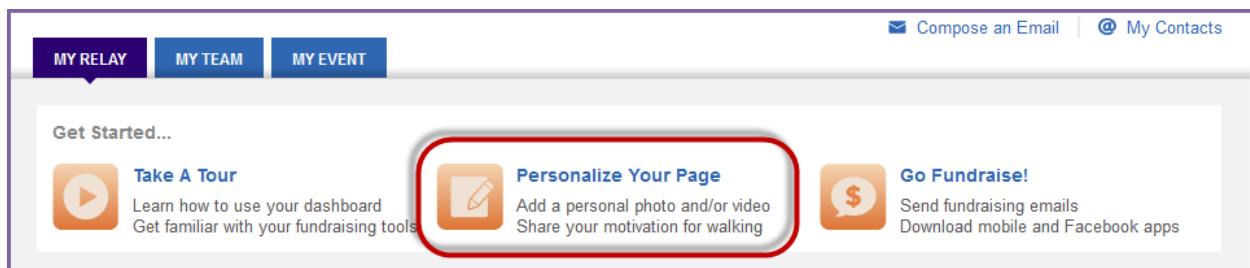 Compose an Email
@ My Contacts
MY RELAY
MY TEAM
MY EVENT
Get Started...
Take A Tour
Learn how to use your dashboard
Get familiar with your fundraising tools
Personalize Your Page
Add a personal photo and/or video
Share your motivation for walking
$
Go Fundraise!
Send fundraising emails
Download mobile and Facebook apps